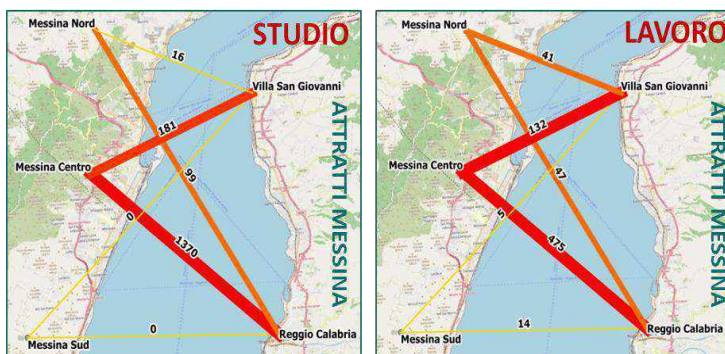 Messina Nord
STUDIO
16
Villa San Giovanni
181
Messina Centro
99
0
1370
0
Messina Sud
Reggio Calabria
ATTRATTI MESSINA
Messina Nord
LAVORO
41
Villa San Giovanni
132
Messina Centro
47
5
475
14
Messina Sud
Reggio Calabria
ATTRATTI MESSINA